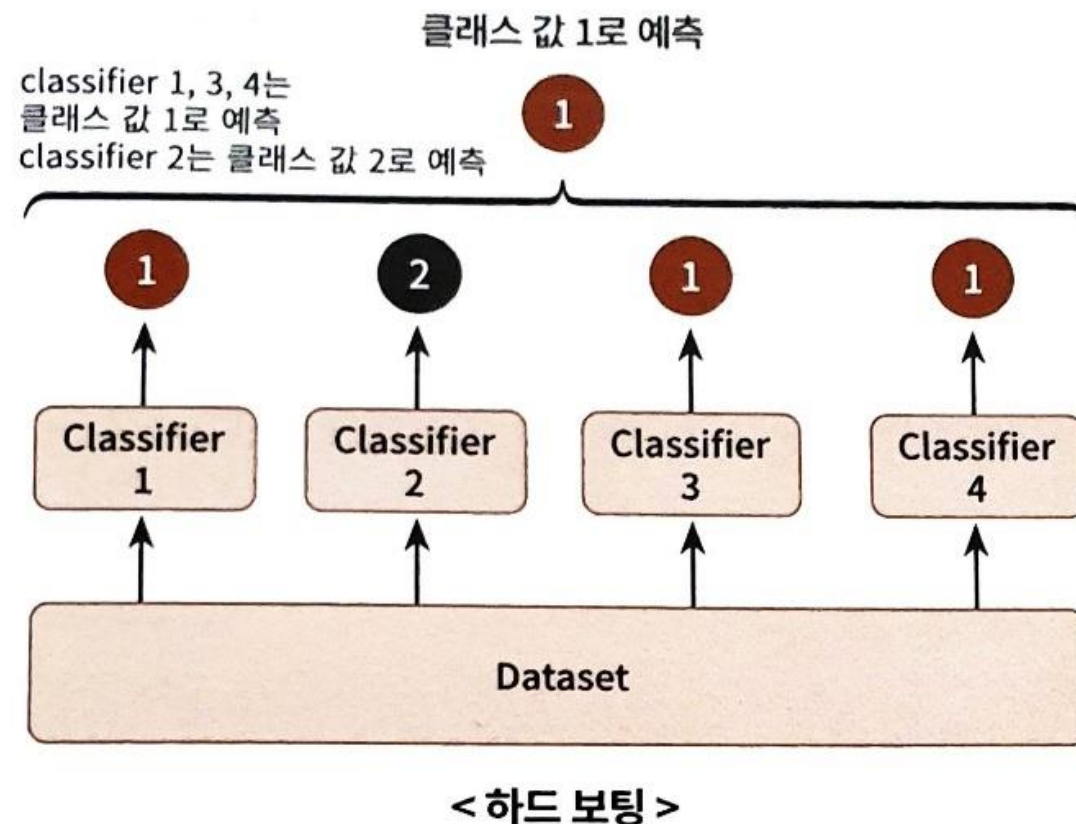 클래스 값 1로 예측
classifier 1, 3, 4는
클래스 값 1로 예측
classifier 2는 클래스 값 2로 예측
1
1
2
1
1
Classifier
1
Classifier
2
Classifier
3
Classifier
4
Dataset
< 하드 보팅 >